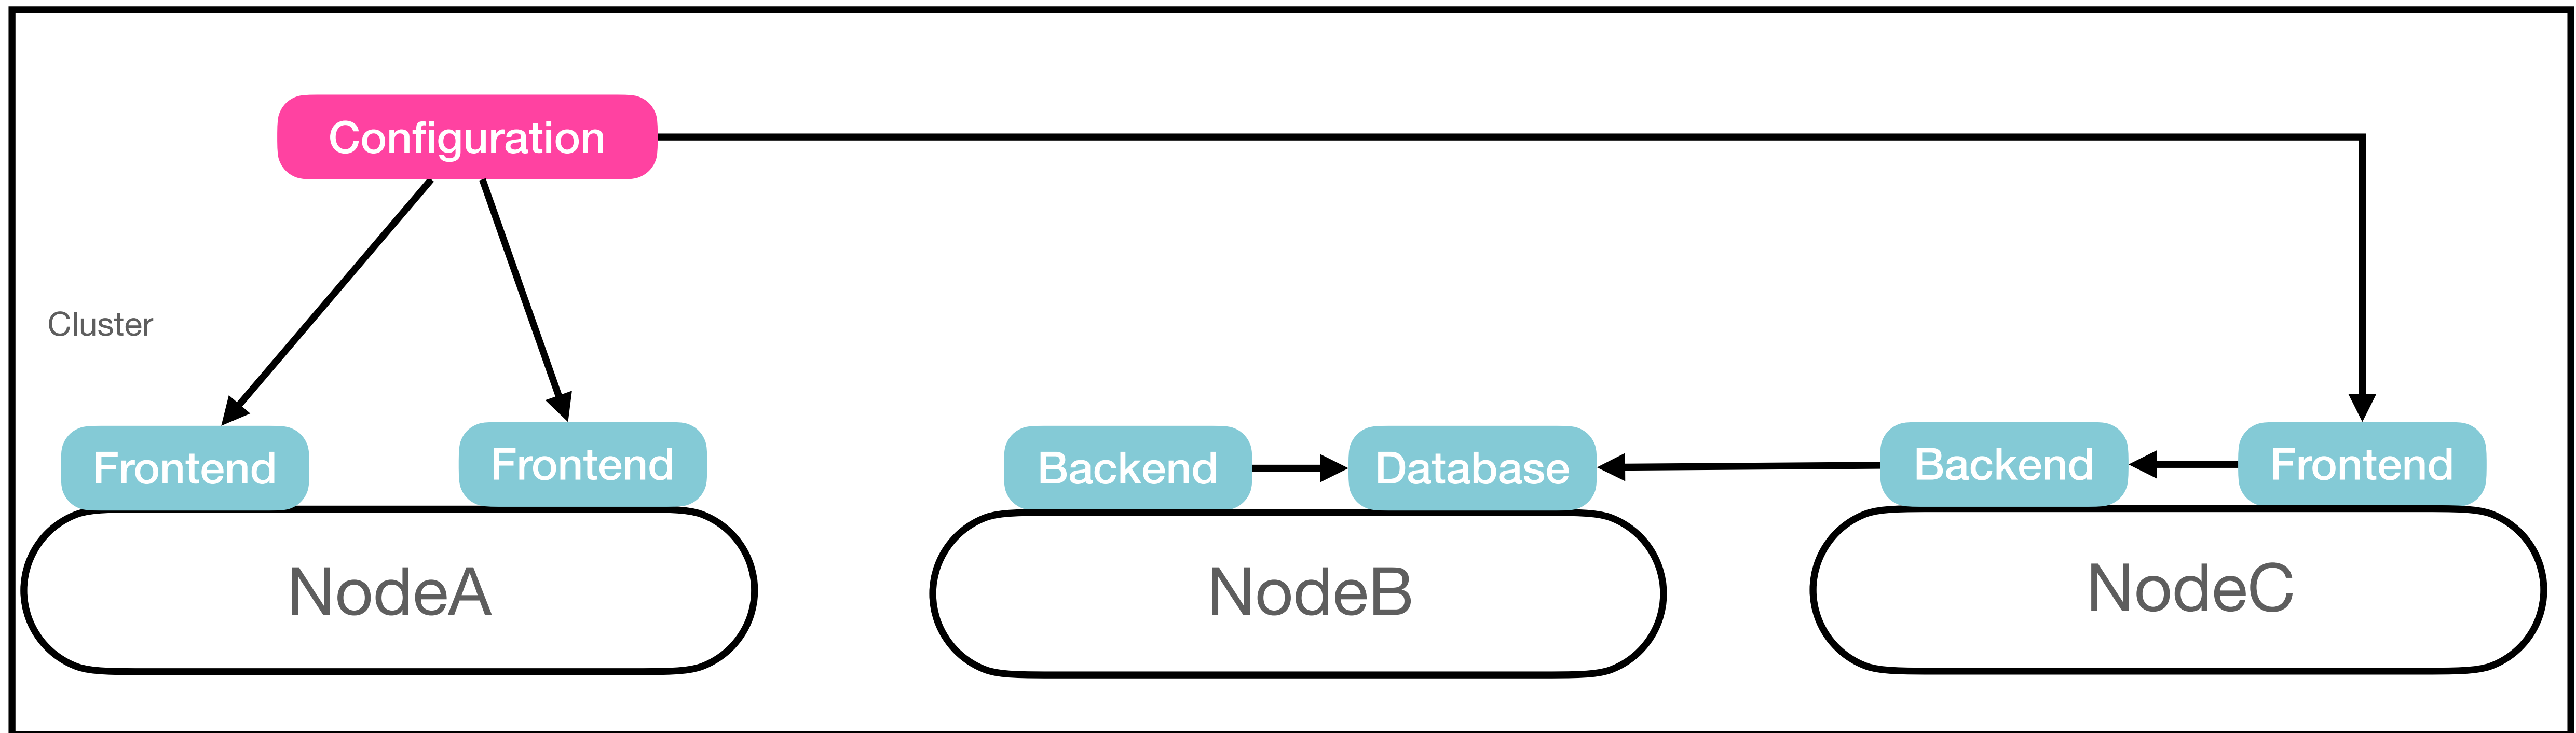 Configuration
Cluster
Frontend
Frontend
Backend
Database
Backend
Frontend
NodeA
NodeB
NodeC